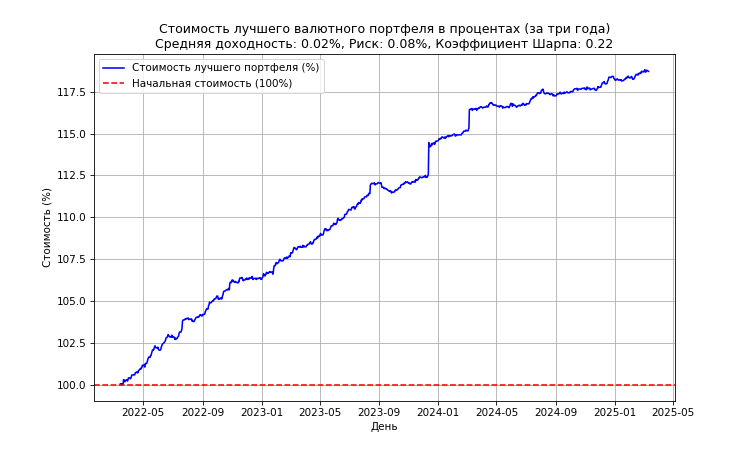 Стоимость лучшего валютного портфеля в процентах (за три года)
Средняя доходность: 0.02%, Риск: 0.08%, Коэффициент Шарпа: 0.22
Стоимость лучшего портфеля (%)
Начальная стоимость (100%)
Стоимость (%)
117.5
115.0
112.5
110.0
107.5
105.0
102.5
100.0
2022-05 2022-09 2023-01 2023-05 2023-09 2024-01 2024-05 2024-09 2025-01 2025-05
День